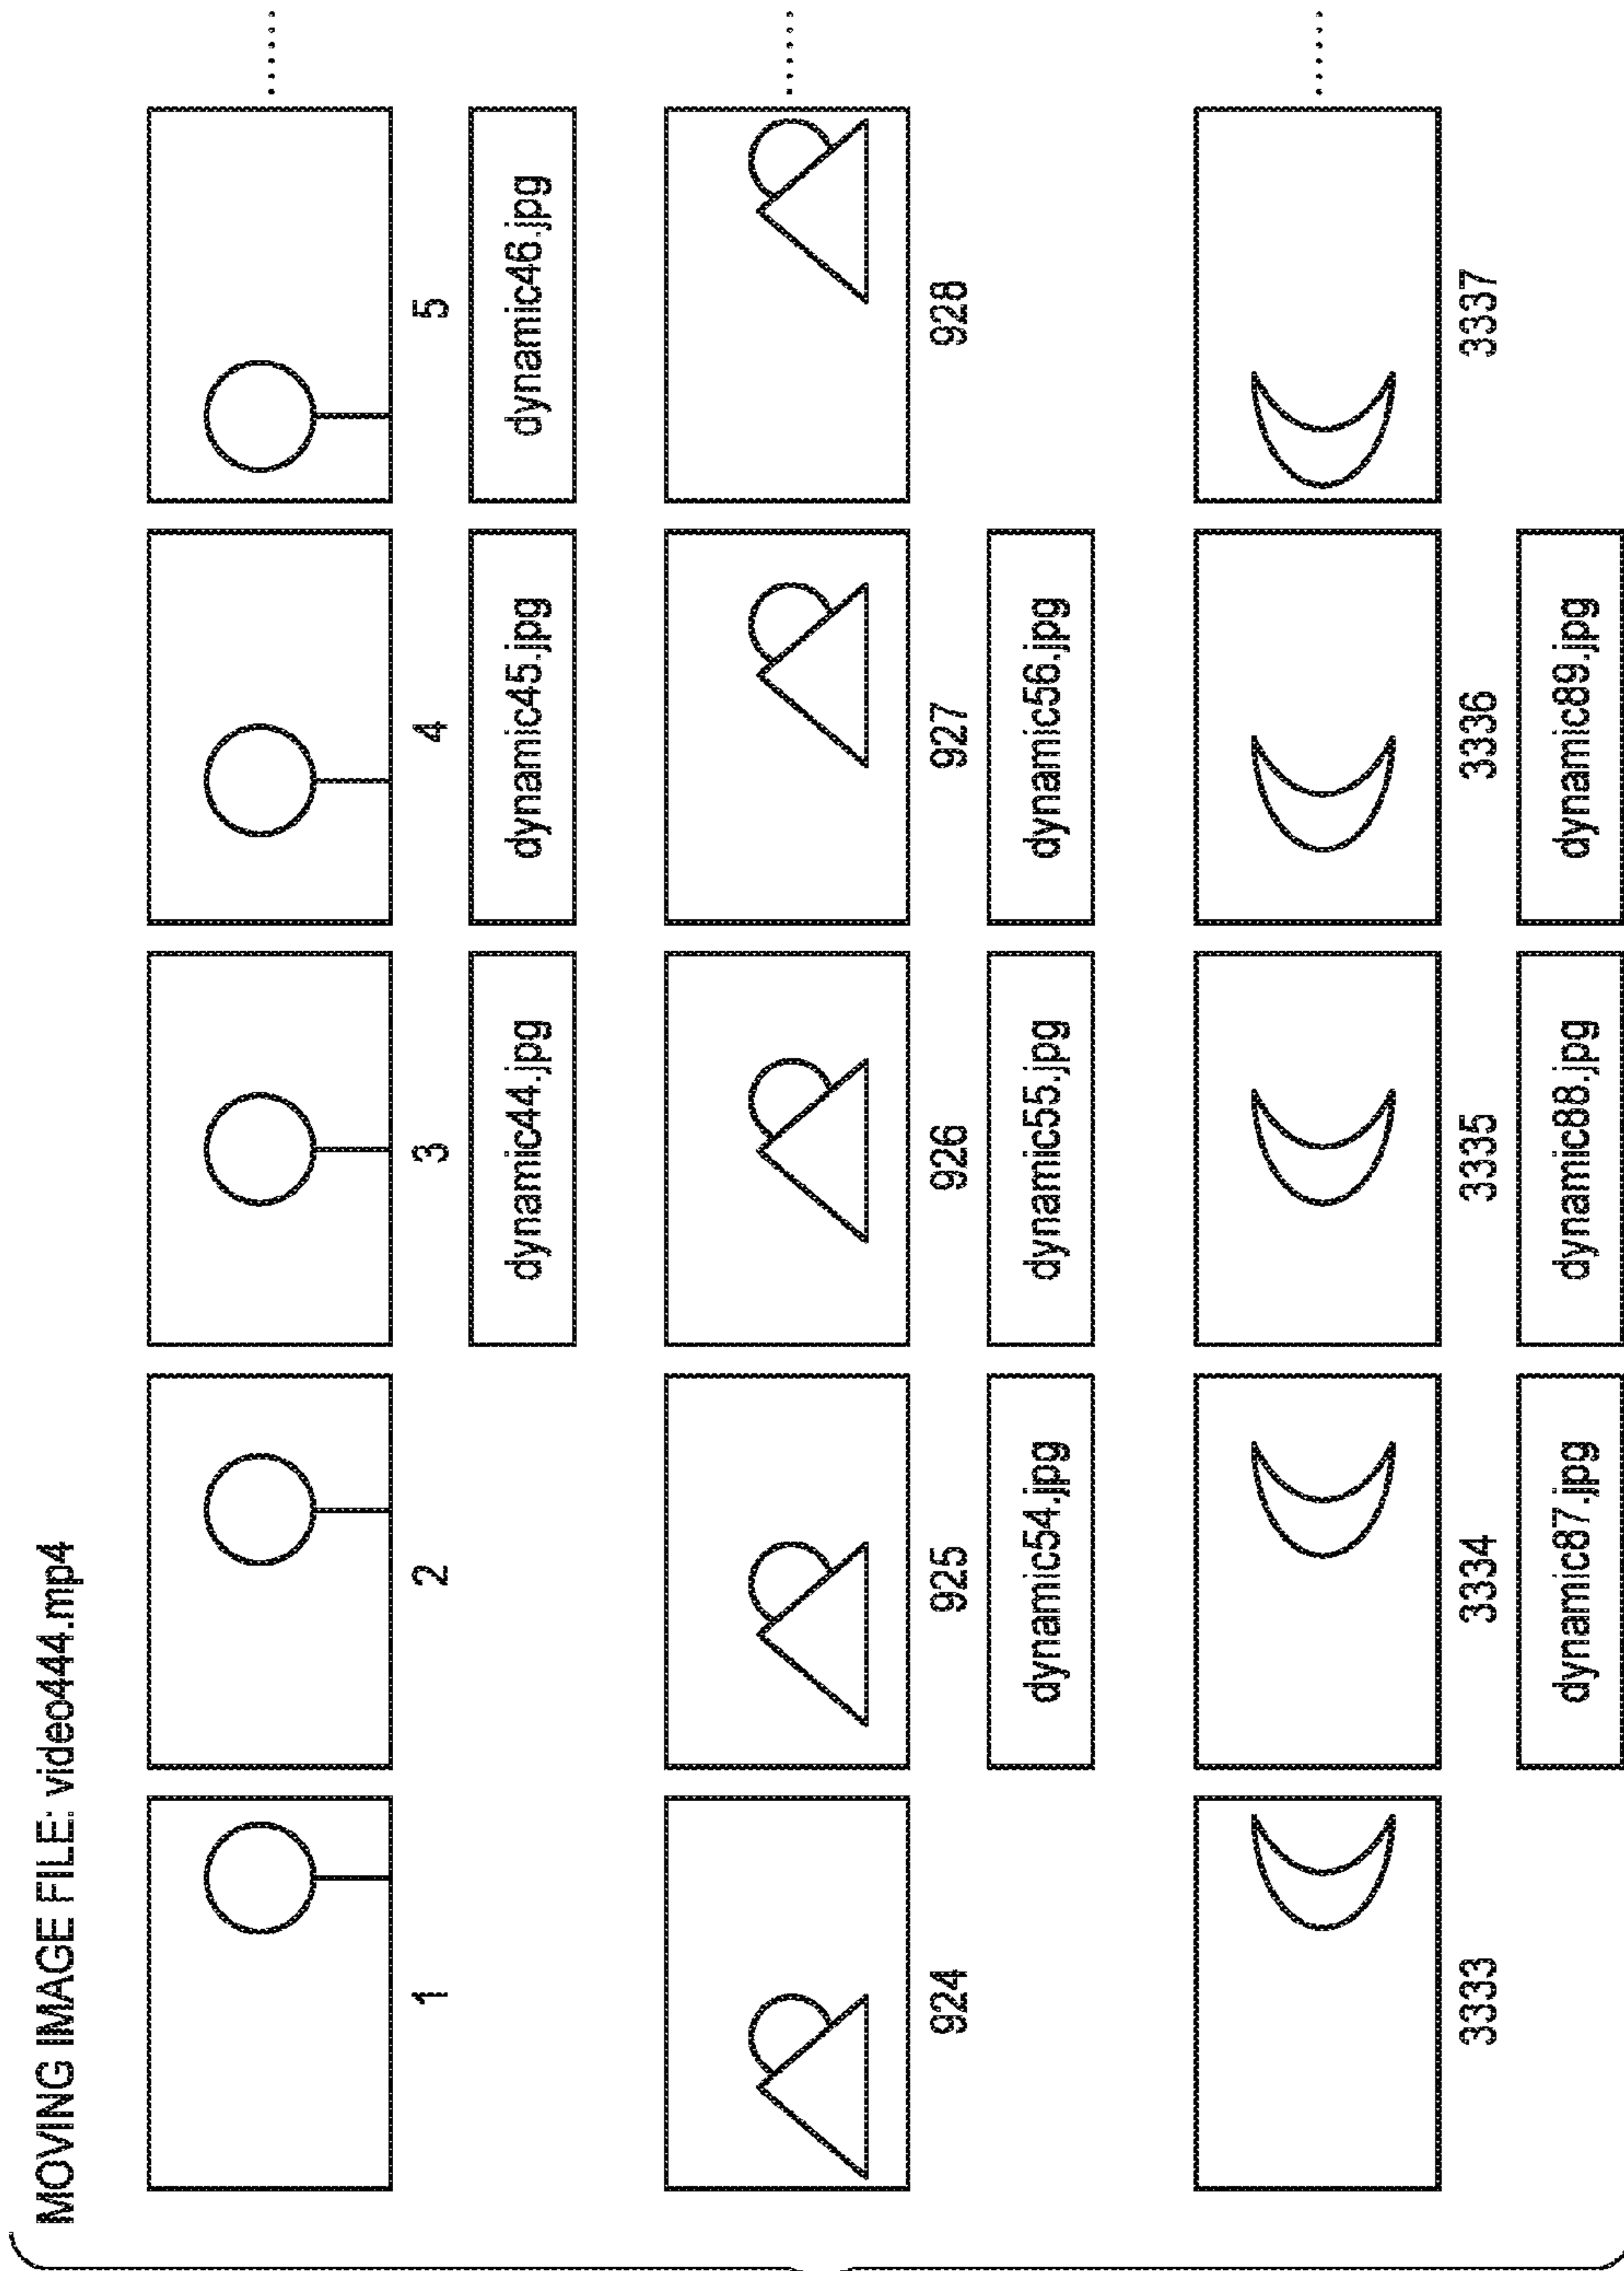 MOVING IMAGE FILE: video444.mp4
1 2 3 4 5
dynamic44.jpg dynamic45.jpg dynamic46.jpg
924 925 926 927 928
dynamic54.jpg dynamic55.jpg dynamic56.jpg
3333 3334 3335 3336 3337
dynamic87.jpg dynamic88.jpg dynamic89.jpg